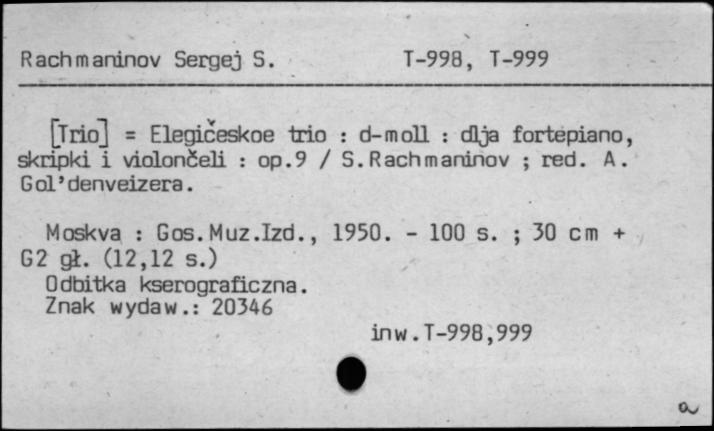 Rachmaninov Sergej S. T-998, T-999
[Trio] = Elegičeskoe trio : d-moll : dlja fortepiano,
skripki i violončeli : op.9 / S.Rachmaninov ; red. A.
Gol'denveizera.
Moskva : Gos.Muz.Izd., 1950. - 100 s. ; 30 cm +
G2 gł. (12,12 s.)
Odbitka kserograficzna.
Znak wydaw.: 20346
inw.T-998,999
a